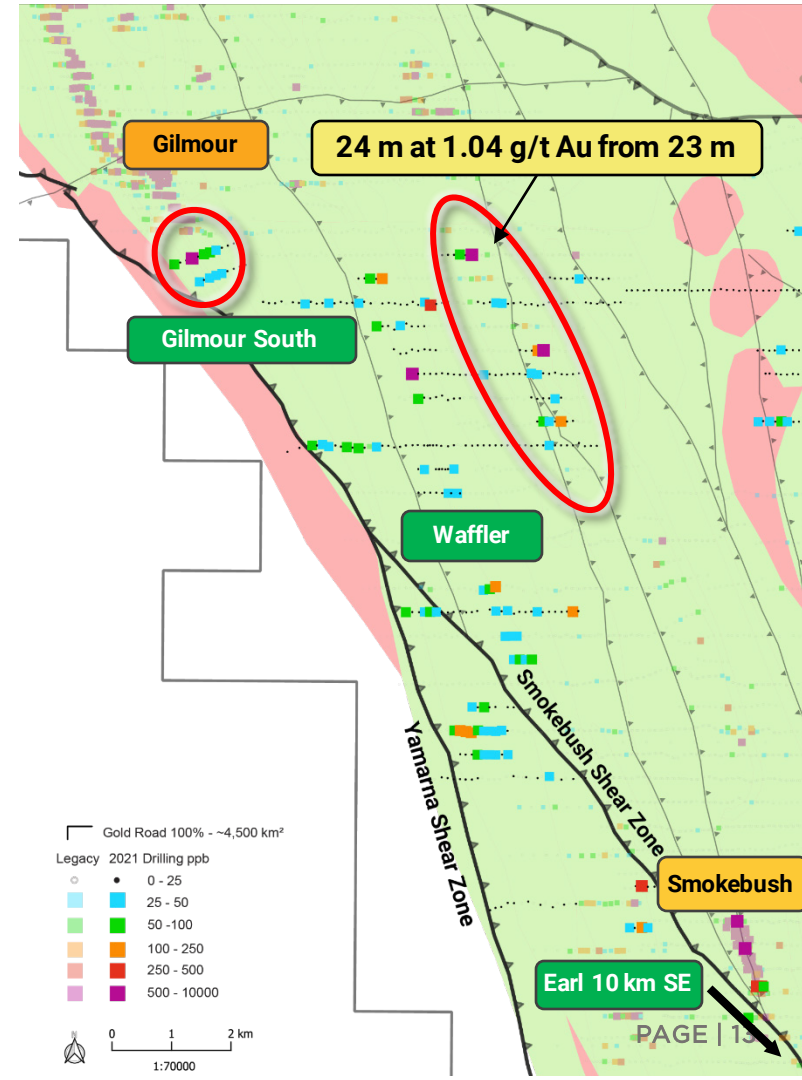 Gilmour
24 m at 1.04 g/t Au from 23 m
Gilmour South
Waffler
Smokebush Shear Zone
Yamarna Shear Zone
Smokebush
Earl 10 km SE
PAGE | 13
Gold Road 100% - ~4,500 km²
Legacy 2021 Drilling ppb
0 - 25
25 - 50
50 -100
100 - 250
250 - 500
500 - 10000
N
0 1 2 km
1:70000